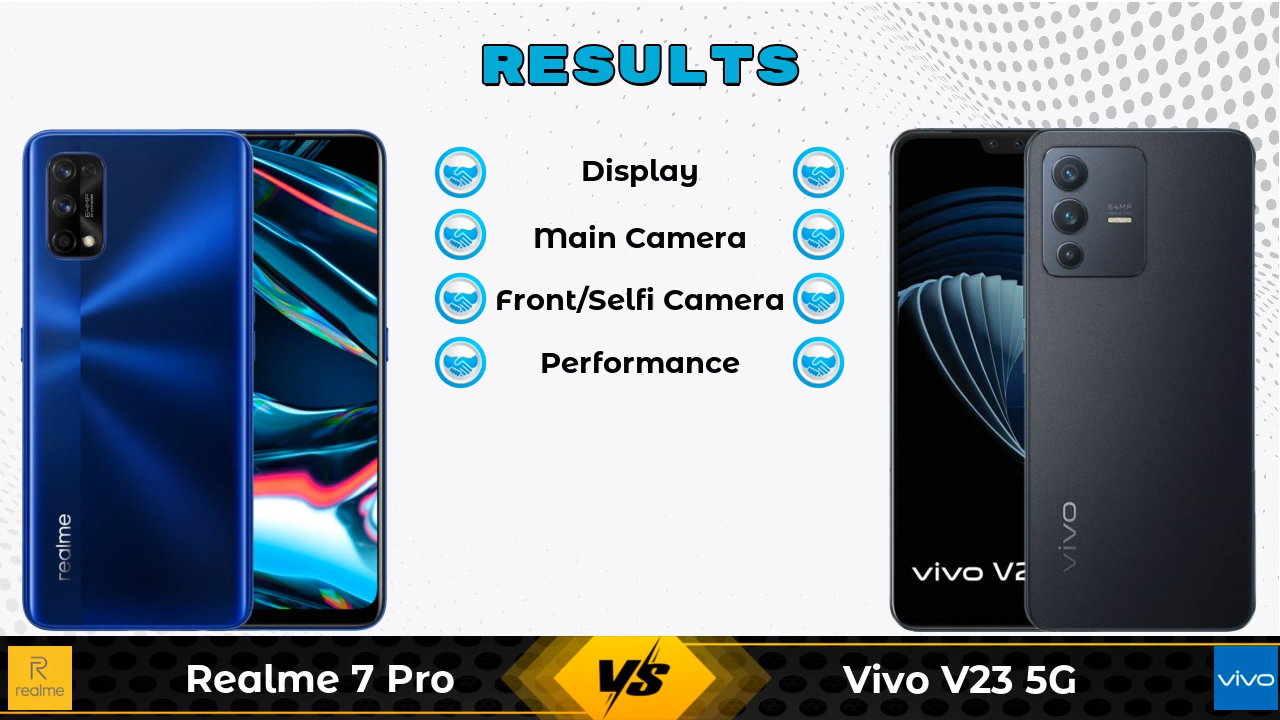 RESULTS
Display
Main Camera
Front/Selfi Camera
Performance
64MP
realme
64MP
vivo
vivo V2
realme
Realme 7 Pro
VS
Vivo V23 5G
vivo